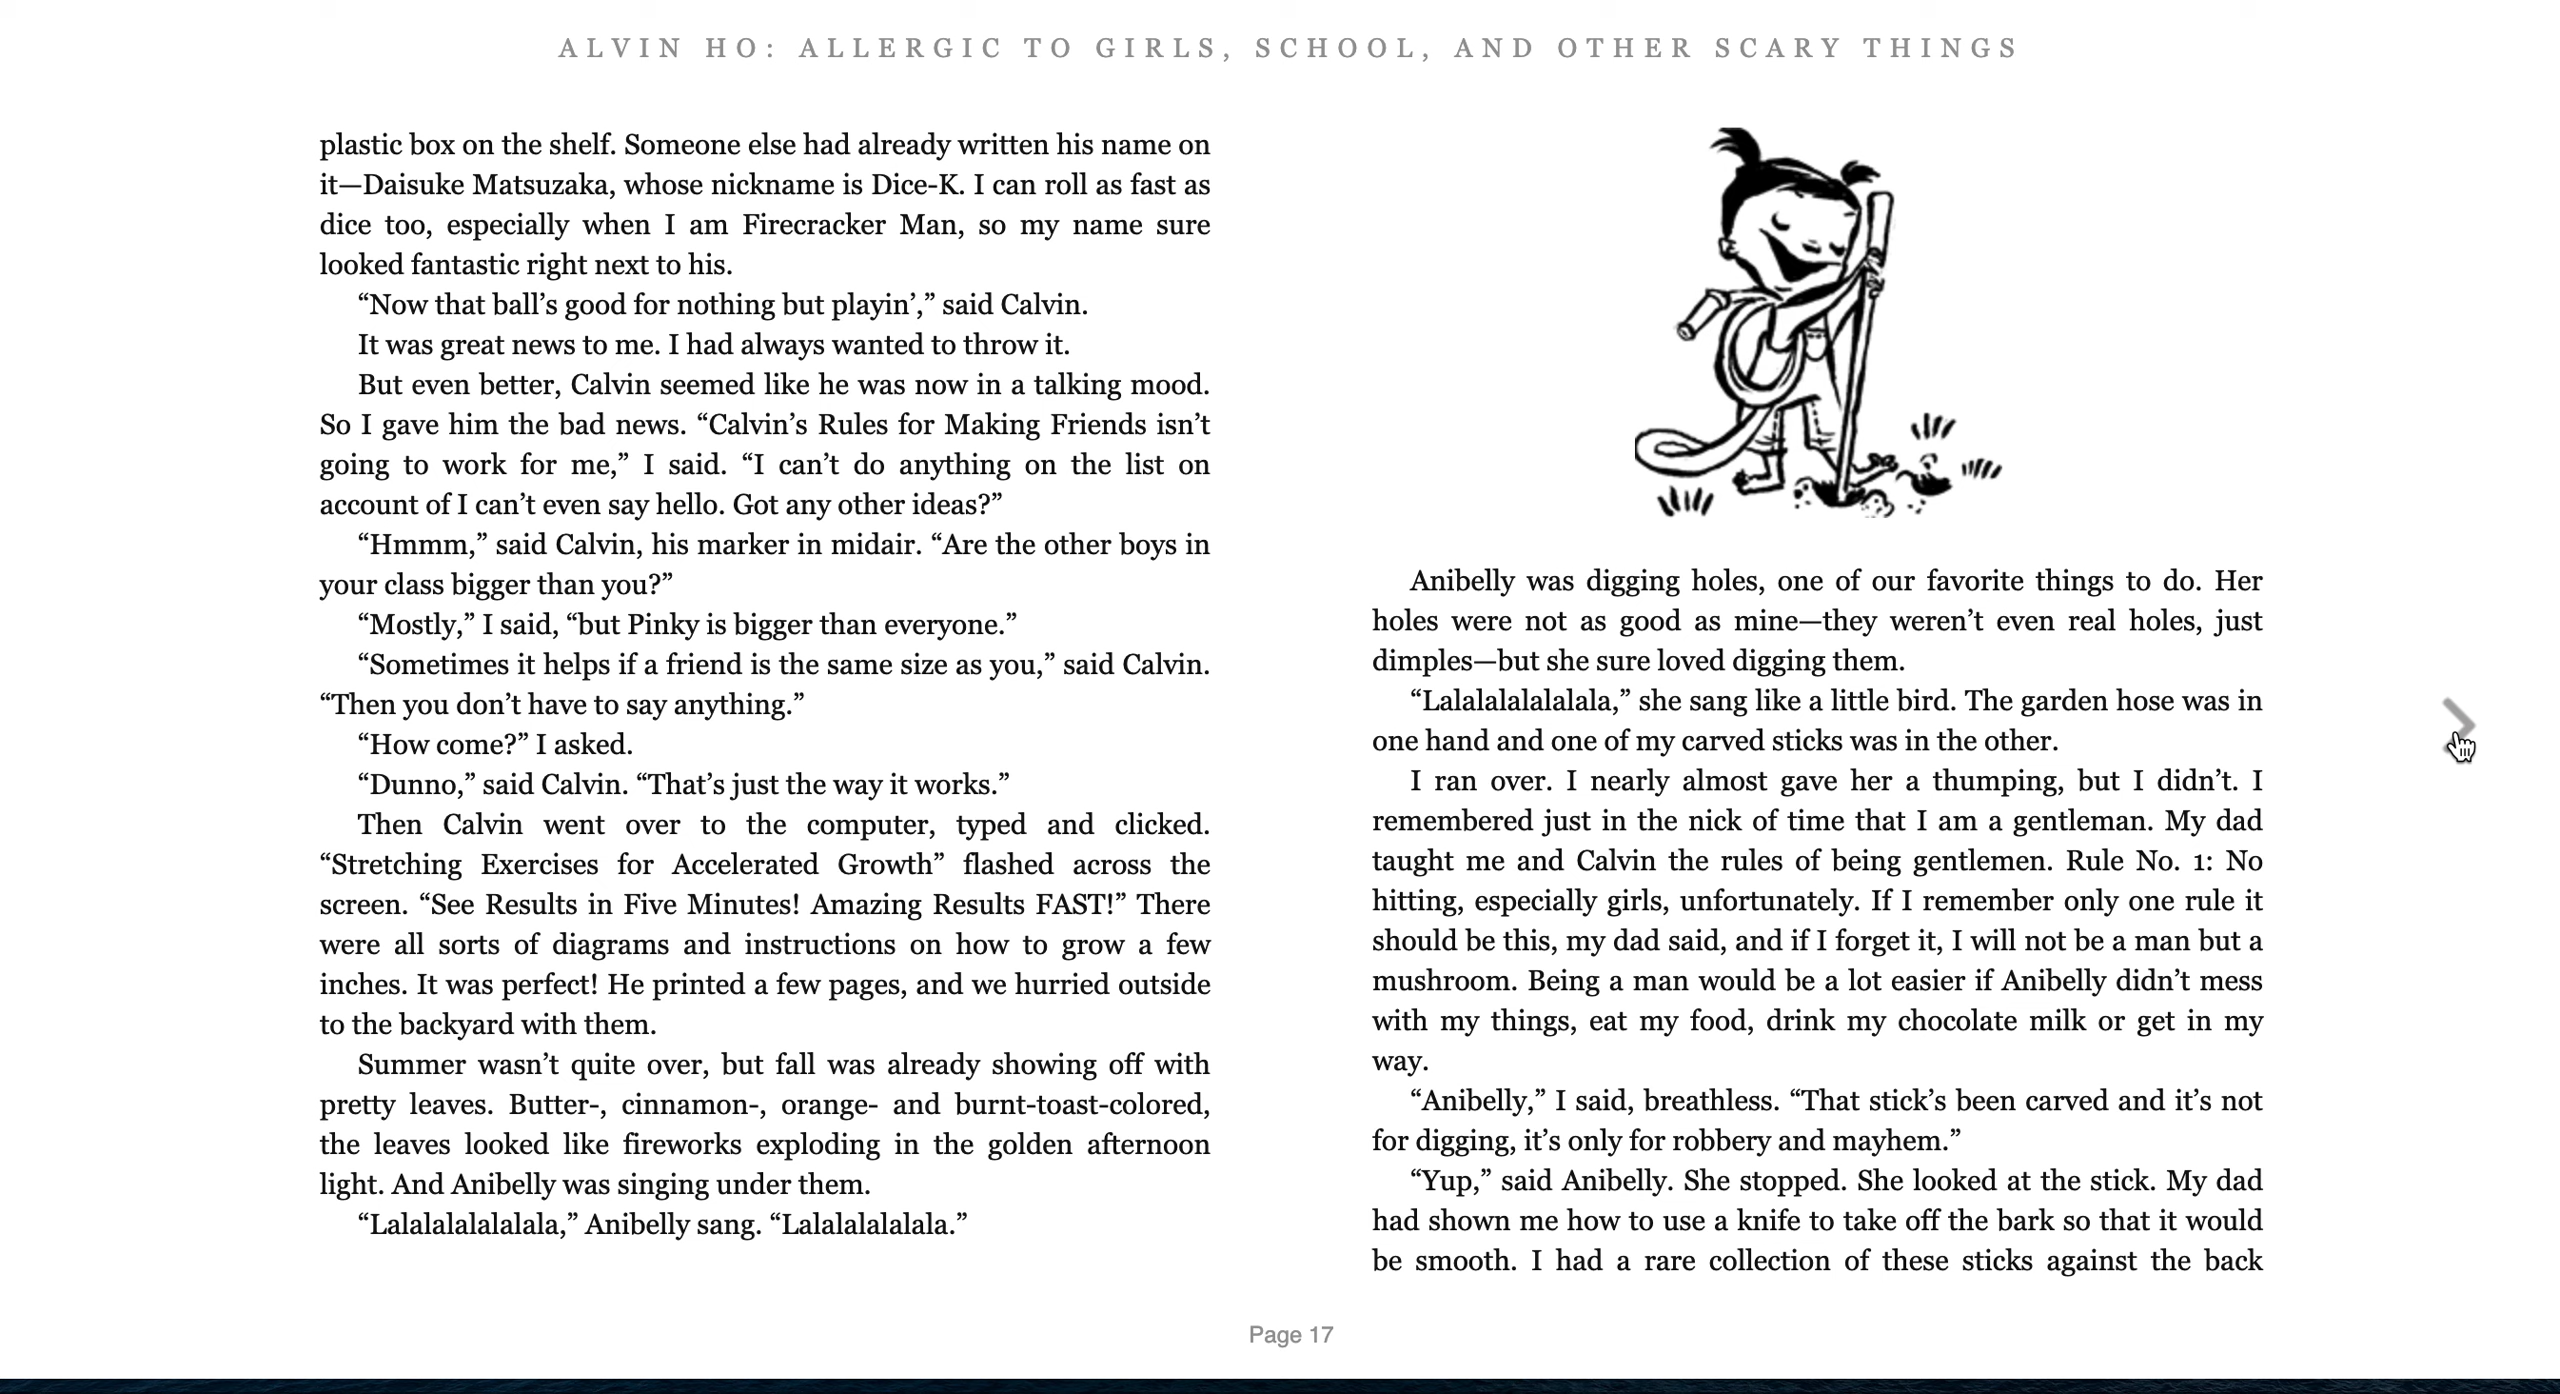 ALVIN HO: ALLERGIC TO GIRLS, SCHOOL, AND OTHER SCARY THINGS
plastic box on the shelf. Someone else had already written his name on
it—Daisuke Matsuzaka, whose nickname is Dice-K. I can roll as fast as
dice too, especially when I am Firecracker Man, so my name sure
looked fantastic right next to his.
“Now that ball’s good for nothing but playin’,” said Calvin.
It was great news to me. I had always wanted to throw it.
But even better, Calvin seemed like he was now in a talking mood.
So I gave him the bad news. “Calvin’s Rules for Making Friends isn’t
going to work for me,” I said. “I can’t do anything on the list on
account of I can’t even say hello. Got any other ideas?”
“Hmmm,” said Calvin, his marker in midair. “Are the other boys in
your class bigger than you?”
“Mostly,” I said, “but Pinky is bigger than everyone.”
“Sometimes it helps if a friend is the same size as you,” said Calvin.
“Then you don’t have to say anything.”
“How come?” I asked.
“Dunno,” said Calvin. “That’s just the way it works.”
Then Calvin went over to the computer, typed and clicked.
“Stretching Exercises for Accelerated Growth” flashed across the
screen. “See Results in Five Minutes! Amazing Results FAST!” There
were all sorts of diagrams and instructions on how to grow a few
inches. It was perfect! He printed a few pages, and we hurried outside
to the backyard with them.
Summer wasn’t quite over, but fall was already showing off with
pretty leaves. Butter-, cinnamon-, orange- and burnt-toast-colored,
the leaves looked like fireworks exploding in the golden afternoon
light. And Anibelly was singing under them.
“Lalalalalalalala,” Anibelly sang. “Lalalalalalala.”
Anibelly was digging holes, one of our favorite things to do. Her
holes were not as good as mine—they weren’t even real holes, just
dimples—but she sure loved digging them.
“Lalalalalalalala,” she sang like a little bird. The garden hose was in
one hand and one of my carved sticks was in the other.
I ran over. I nearly almost gave her a thumping, but I didn’t. I
remembered just in the nick of time that I am a gentleman. My dad
taught me and Calvin the rules of being gentlemen. Rule No. 1: No
hitting, especially girls, unfortunately. If I remember only one rule it
should be this, my dad said, and if I forget it, I will not be a man but a
mushroom. Being a man would be a lot easier if Anibelly didn’t mess
with my things, eat my food, drink my chocolate milk or get in my
way.
“Anibelly,” I said, breathless. “That stick’s been carved and it’s not
for digging, it’s only for robbery and mayhem.”
“Yup,” said Anibelly. She stopped. She looked at the stick. My dad
had shown me how to use a knife to take off the bark so that it would
be smooth. I had a rare collection of these sticks against the back
Page 17